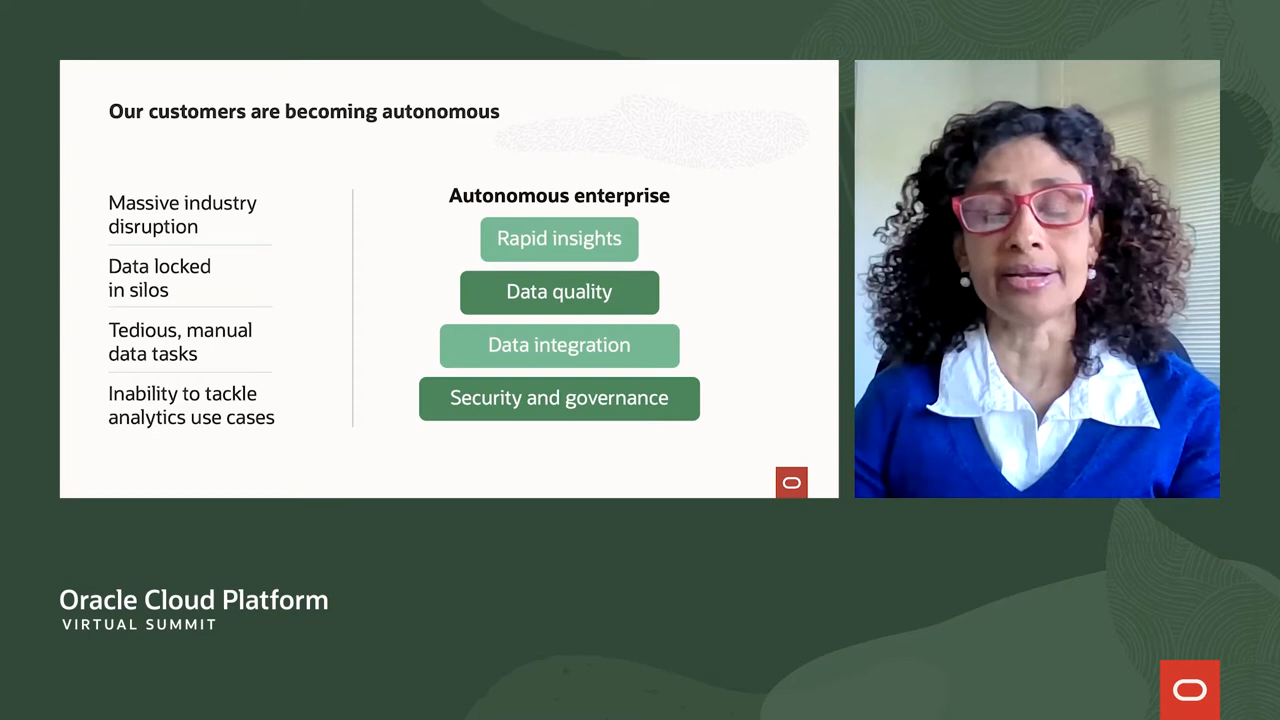 Our customers are becoming autonomous
Massive industry
disruption
Data locked
in silos
Tedious, manual
data tasks
Inability to tackle
analytics use cases
Autonomous enterprise
Rapid insights
Data quality
Data integration
Security and governance
Oracle Cloud Platform
VIRTUAL SUMMIT